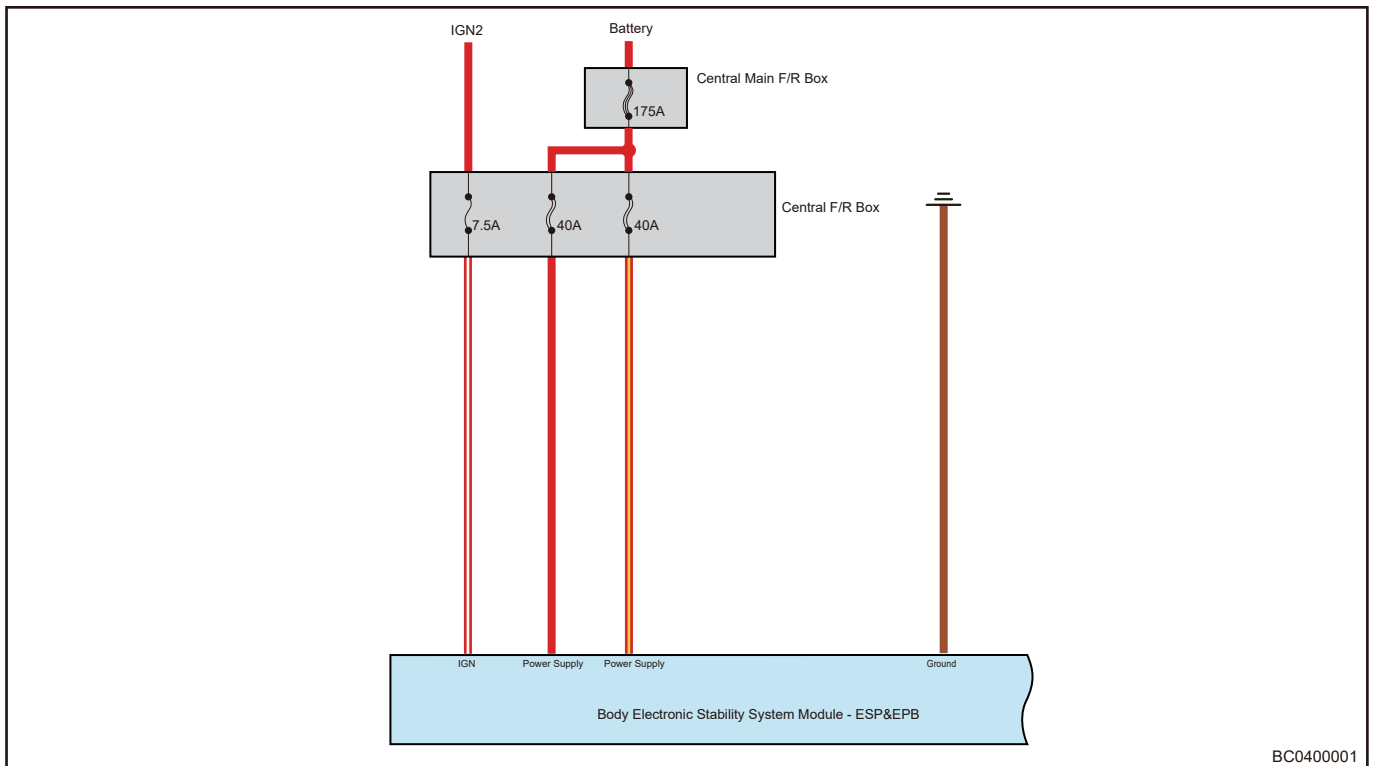 IGN2
Battery
Central Main F/R Box
175A
Central F/R Box
7.5A
40A
40A
IGN
Power Supply
Power Supply
Ground
Body Electronic Stability System Module - ESP&EPB
BC0400001